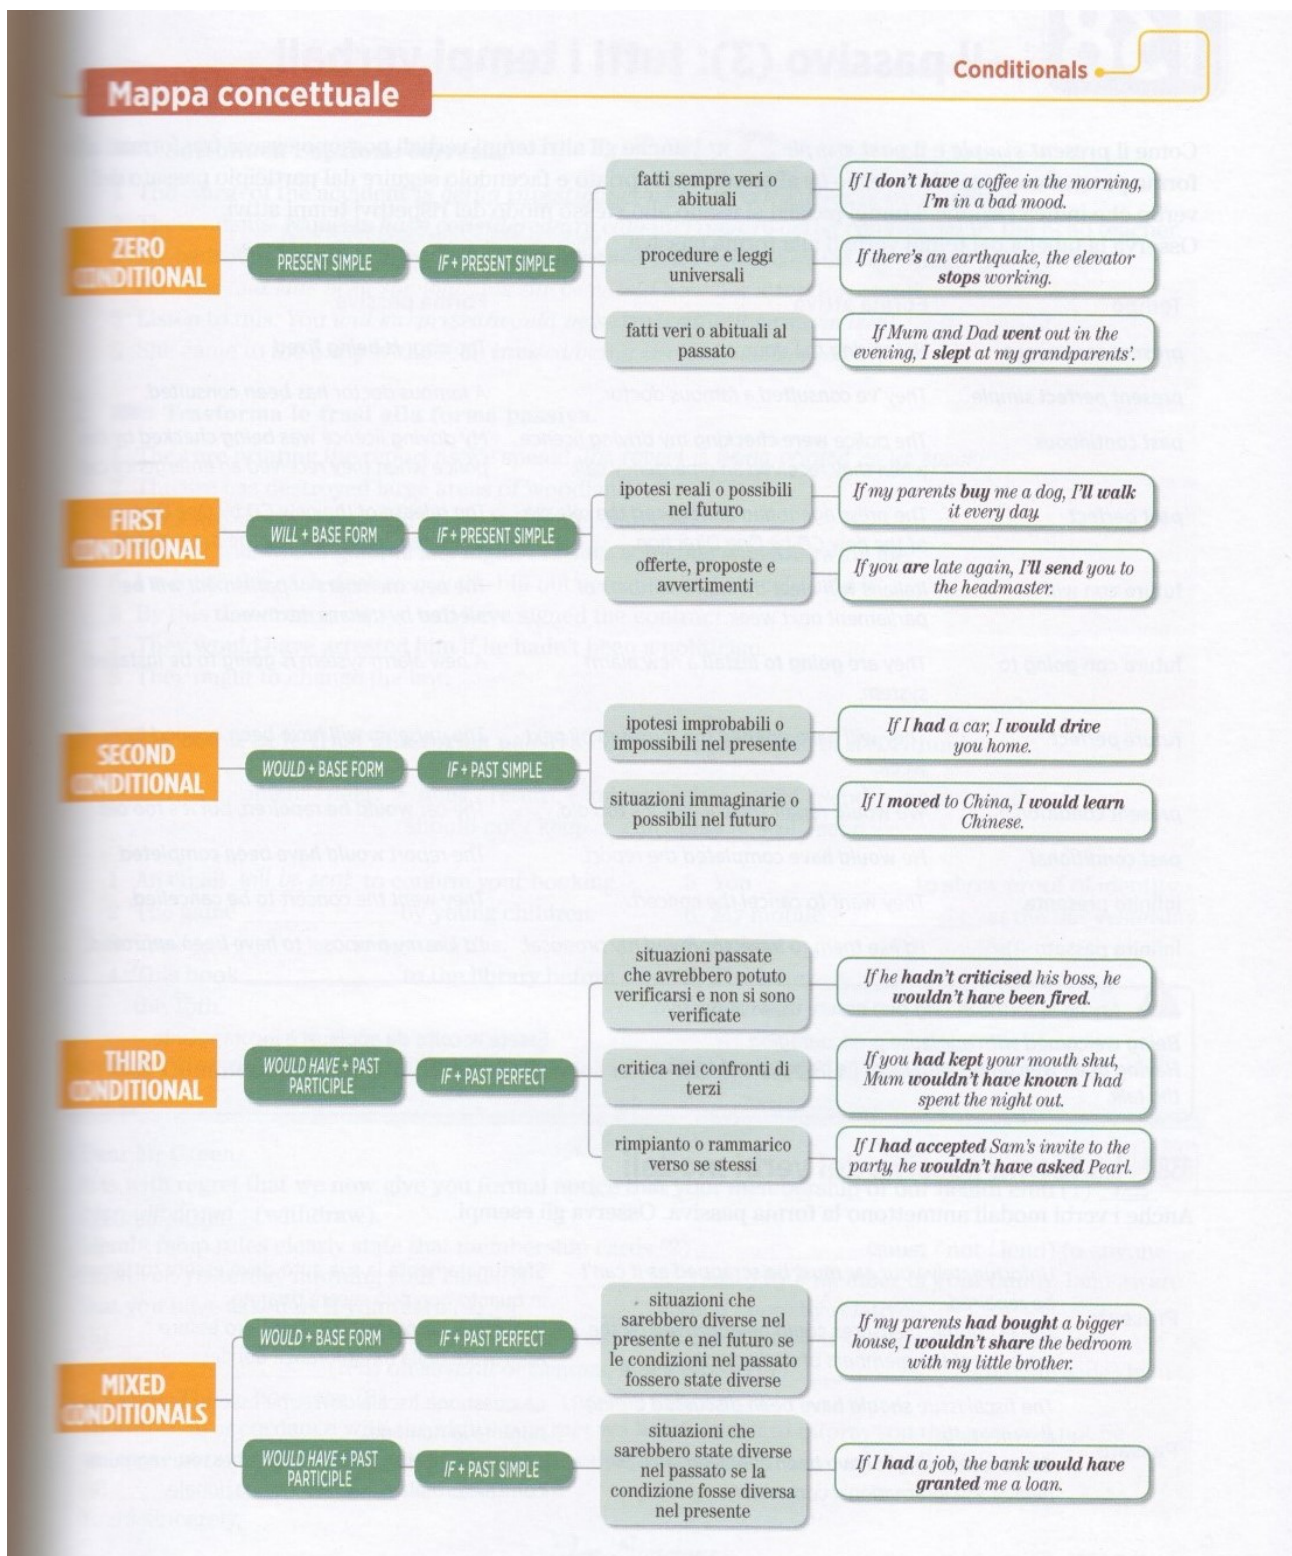 Conditionals
Mappa concettuale
ZERO
CONDITIONAL
PRESENT SIMPLE
IF + PRESENT SIMPLE
fatti sempre veri o
abituali
If I don't have a coffee in the morning,
I'm in a bad mood.
procedure e leggi
universali
If there's an earthquake, the elevator
stops working.
fatti veri o abituali al
passato
If Mum and Dad went out in the
evening, I slept at my grandparents'.
FIRST
CONDITIONAL
WILL + BASE FORM
IF + PRESENT SIMPLE
ipotesi reali o possibili
nel futuro
If my parents buy me a dog, I'll walk
it every day.
offerte, proposte e
avvertimenti
If you are late again, I'll send you to
the headmaster.
SECOND
CONDITIONAL
WOULD + BASE FORM
IF + PAST SIMPLE
ipotesi improbabili o
impossibili nel presente
If I had a car, I would drive
you home.
situazioni immaginarie o
possibili nel futuro
If I moved to China, I would learn
Chinese.
THIRD
CONDITIONAL
WOULD HAVE + PAST
PARTICIPLE
IF + PAST PERFECT
situazioni passate
che avrebbero potuto
verificarsi e non si sono
verificate
If he hadn't criticised his boss, he
wouldn't have been fired.
critica nei confronti di
terzi
If you had kept your mouth shut,
Mum wouldn't have known I had
spent the night out.
rimpianto o rammarico
verso se stessi
If I had accepted Sam's invite to the
party, he wouldn't have asked Pearl.
MIXED
CONDITIONALS
WOULD + BASE FORM
IF + PAST PERFECT
situazioni che
sarebbero diverse nel
presente e nel futuro se
le condizioni nel passato
fossero state diverse
If my parents had bought a bigger
house, I wouldn't share the bedroom
with my little brother.
WOULD HAVE + PAST
PARTICIPLE
IF + PAST SIMPLE
situazioni che
sarebbero state diverse
nel passato se la
condizione fosse diversa
nel presente
If I had a job, the bank would have
granted me a loan.